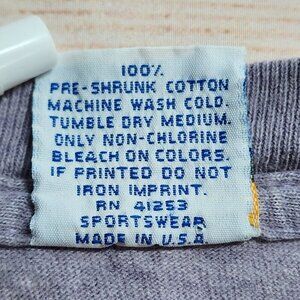 100%
PRE-SHRUNK COTTON
MACHINE WASH COLD.
TUMBLE DRY MEDIUM.
ONLY NON-CHLORINE
BLEACH ON COLORS.
IF PRINTED DO NOT
IRON IMPRINT.
RN 41253
SPORTSWEAR
MADE IN U.S.A